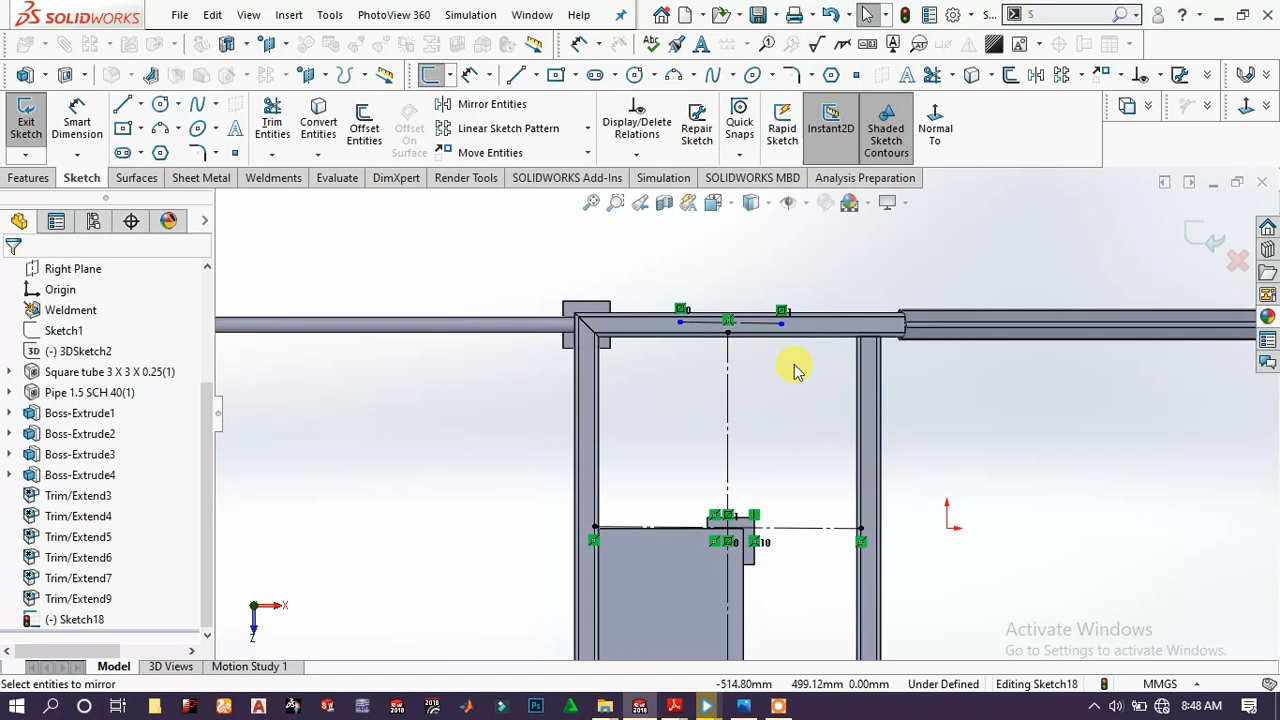 SOLIDWORKS File Edit View Insert Tools PhotoView 360 Simulation Window Help S... S
Exit Sketch Smart Dimension Trim Entities Convert Entities Offset Entities Offset On Surface Mirror Entities Linear Sketch Pattern Move Entities Display/Delete Relations Repair Sketch Quick Snaps Rapid Sketch Instant2D Shaded Sketch Contours Normal To
Features Sketch Surfaces Sheet Metal Weldments Evaluate DimXpert Render Tools SOLIDWORKS Add-Ins Simulation SOLIDWORKS MBD Analysis Preparation
Right Plane
Origin
Weldment
Sketch1
(-) 3DSketch2
Square tube 3 X 3 X 0.25(1)
Pipe 1.5 SCH 40(1)
Boss-Extrude1
Boss-Extrude2
Boss-Extrude3
Boss-Extrude4
Trim/Extend3
Trim/Extend4
Trim/Extend5
Trim/Extend6
Trim/Extend7
Trim/Extend9
(-) Sketch18
0 1
1
0 10
X
Z
Activate Windows
Go to Settings to activate Windows.
Model 3D Views Motion Study 1
Select entities to mirror -514.80mm 499.12mm 0.00mm Under Defined Editing Sketch18 MMGS
8:48 AM